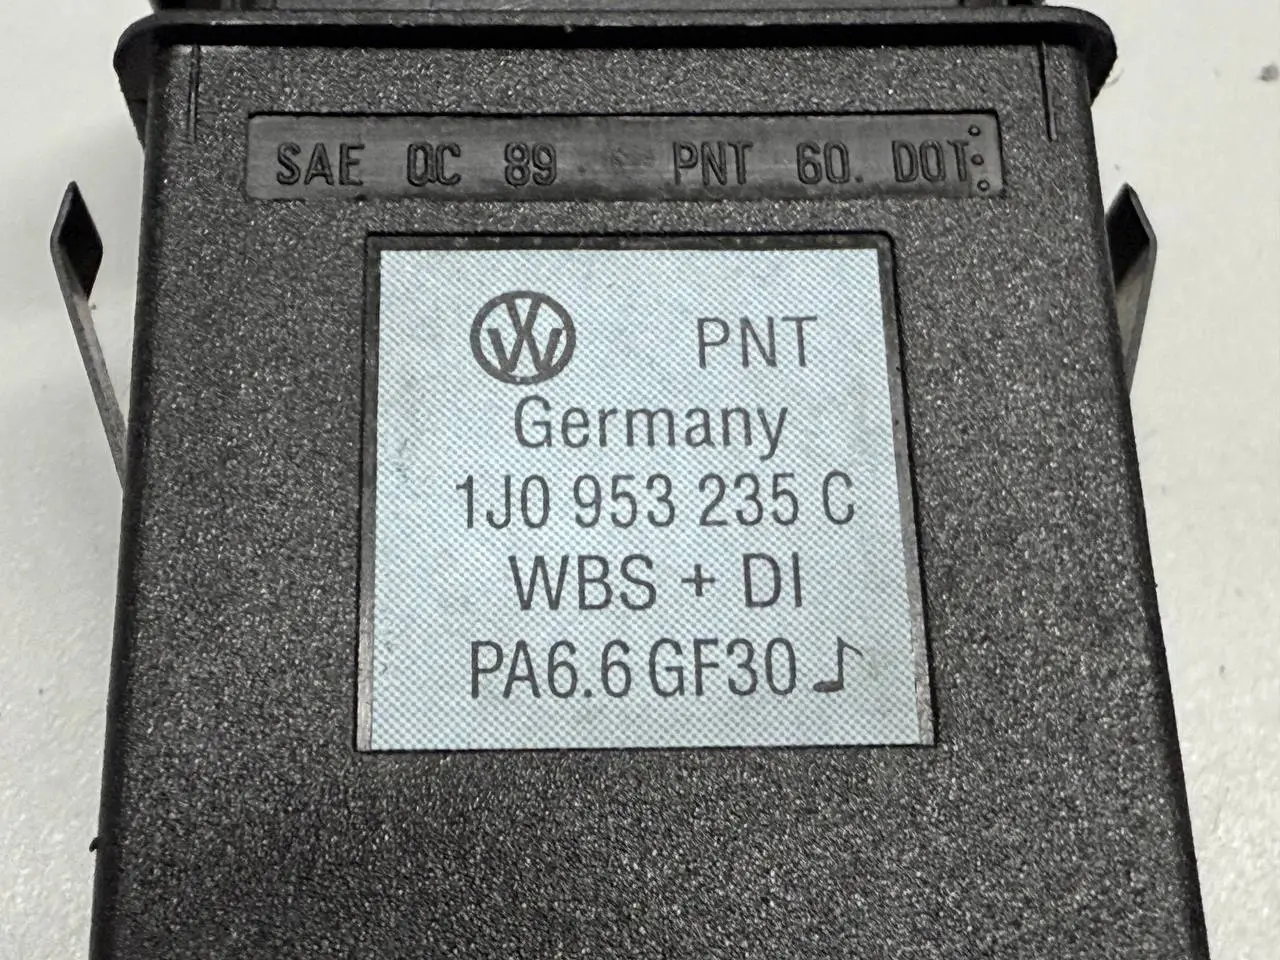 SAE QC 89 PNT 60. DOT
PNT
Germany
1J0 953 235 C
WBS + DI
PA6.6 GF30 ♪